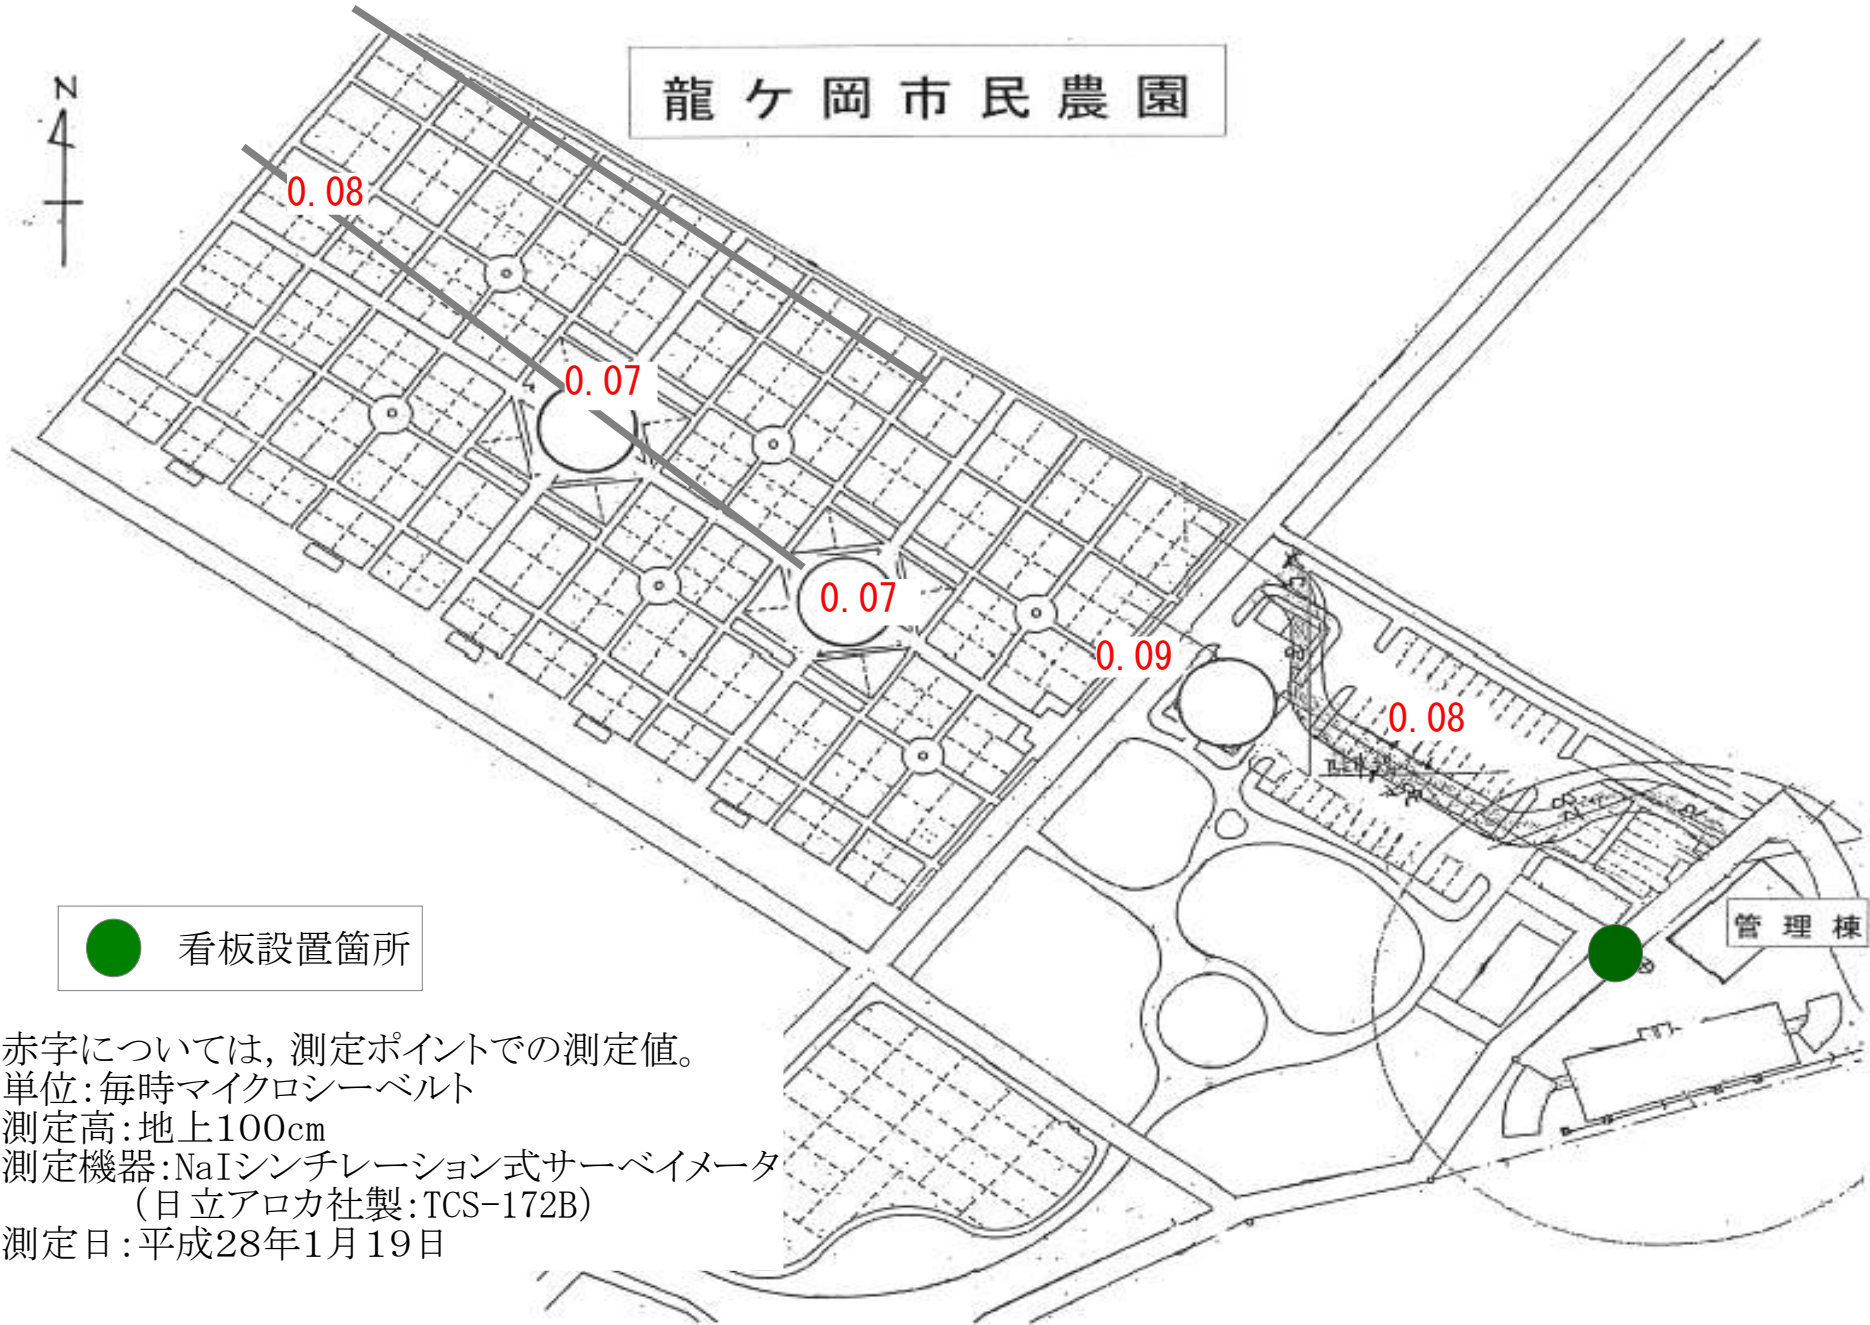 龍ケ岡市民農園
N
0.08
0.07
0.07
0.09
0.08
管理棟
看板設置箇所
赤字については,測定ポイントでの測定値。
単位:毎時マイクロシーベルト
測定高:地上100cm
測定機器:NaIシンチレーション式サーベイメータ
(日立アロカ社製:TCS-172B)
測定日:平成28年1月19日